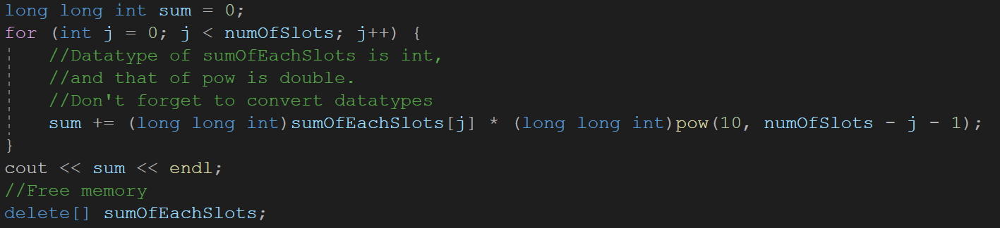 long long int sum = 0;
for (int j = 0; j < numOfSlots; j++) {
    //Datatype of sumOfEachSlots is int,
    //and that of pow is double.
    //Don't forget to convert datatypes
    sum += (long long int)sumOfEachSlots[j] * (long long int)pow(10, numOfSlots - j - 1);
}
cout << sum << endl;
//Free memory
delete[] sumOfEachSlots;